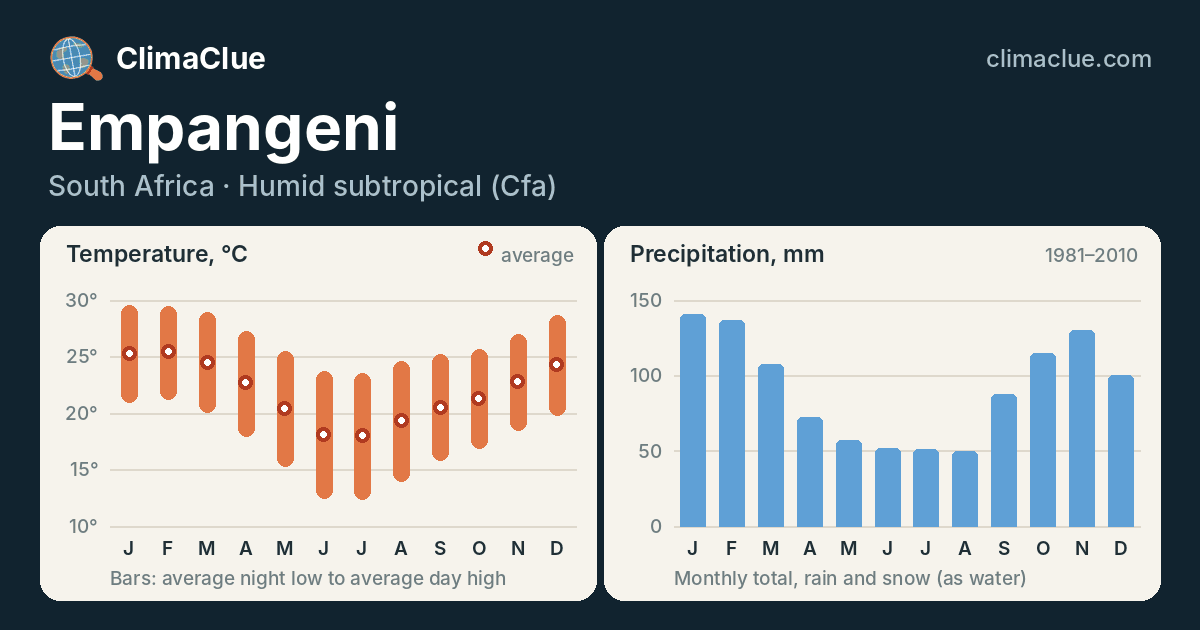 ClimaClue
climaclue.com
Empangeni
South Africa · Humid subtropical (Cfa)
Temperature, °C
average
30°
25°
20°
15°
10°
J F M A M J J A S O N D
Bars: average night low to average day high
Precipitation, mm
1981–2010
150
100
50
0
J F M A M J J A S O N D
Monthly total, rain and snow (as water)